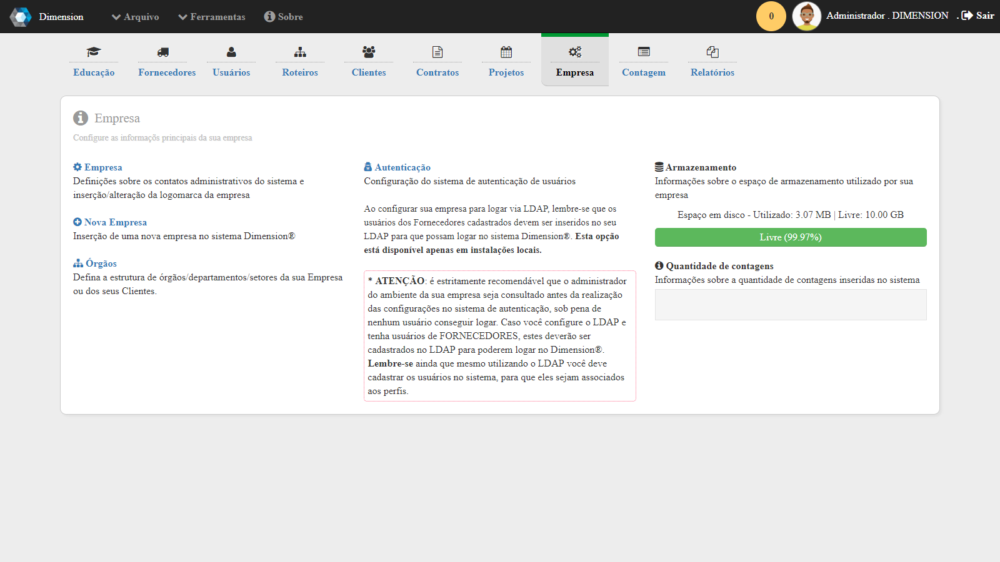 Dimension
Arquivo
Ferramentas
Sobre
0
Administrador . DIMENSION . Sair
Educação
Fornecedores
Usuários
Roteiros
Clientes
Contratos
Projetos
Empresa
Contagem
Relatórios
Empresa
Configure as informaçõs principais da sua empresa
Empresa
Definições sobre os contatos administrativos do sistema e
inserção/alteração da logomarca da empresa
Nova Empresa
Inserção de uma nova empresa no sistema Dimension®
Órgãos
Defina a estrutura de órgãos/departamentos/setores da sua Empresa
ou dos seus Clientes.
Autenticação
Configuração do sistema de autenticação de usuários
Ao configurar sua empresa para logar via LDAP, lembre-se que os
usuários dos Fornecedores cadastrados devem ser inseridos no seu
LDAP para que possam logar no sistema Dimension®. Esta opção
está disponível apenas em instalações locais.
* ATENÇÃO: é estritamente recomendável que o administrador
do ambiente da sua empresa seja consultado antes da realização
das configurações no sistema de autenticação, sob pena de
nenhum usuário conseguir logar. Caso você configure o LDAP e
tenha usuários de FORNECEDORES, estes deverão ser
cadastrados no LDAP para poderem logar no Dimension®.
Lembre-se ainda que mesmo utilizando o LDAP você deve
cadastrar os usuários no sistema, para que eles sejam associados
aos perfis.
Armazenamento
Informações sobre o espaço de armazenamento utilizado por sua
empresa
Espaço em disco - Utilizado: 3.07 MB | Livre: 10.00 GB
Livre (99.97%)
Quantidade de contagens
Informações sobre a quantidade de contagens inseridas no sistema